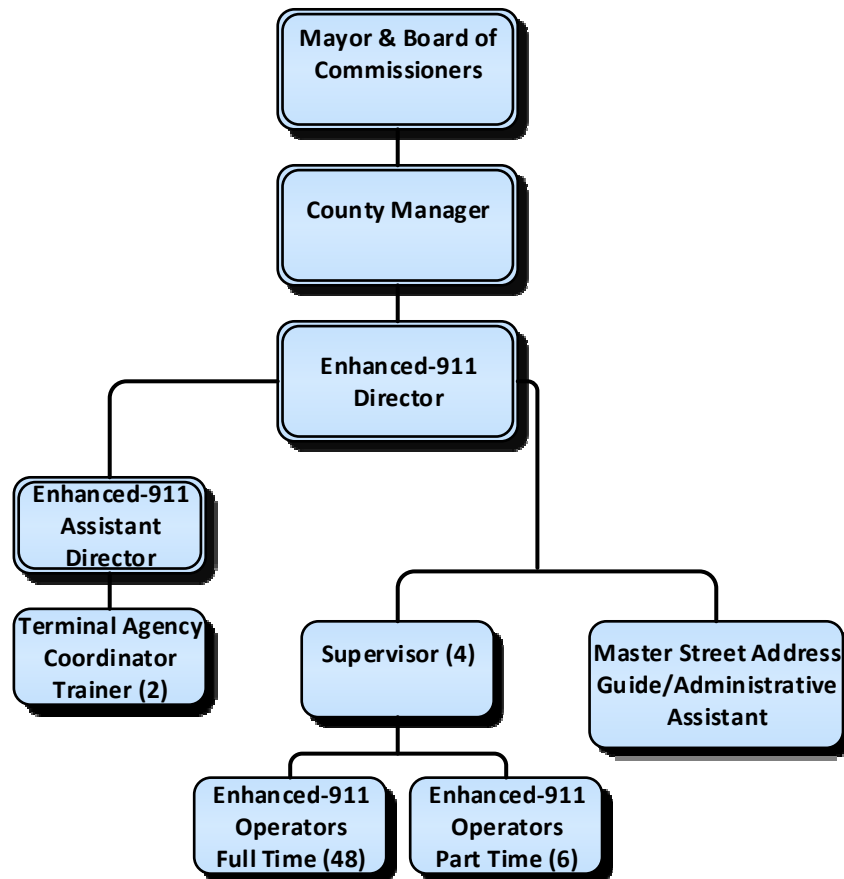 Mayor & Board of
Commissioners
County Manager
Enhanced-911
Director
Enhanced-911
Assistant
Director
Terminal Agency
Coordinator
Trainer (2)
Supervisor (4)
Master Street Address
Guide/Administrative
Assistant
Enhanced-911
Operators
Full Time (48)
Enhanced-911
Operators
Part Time (6)